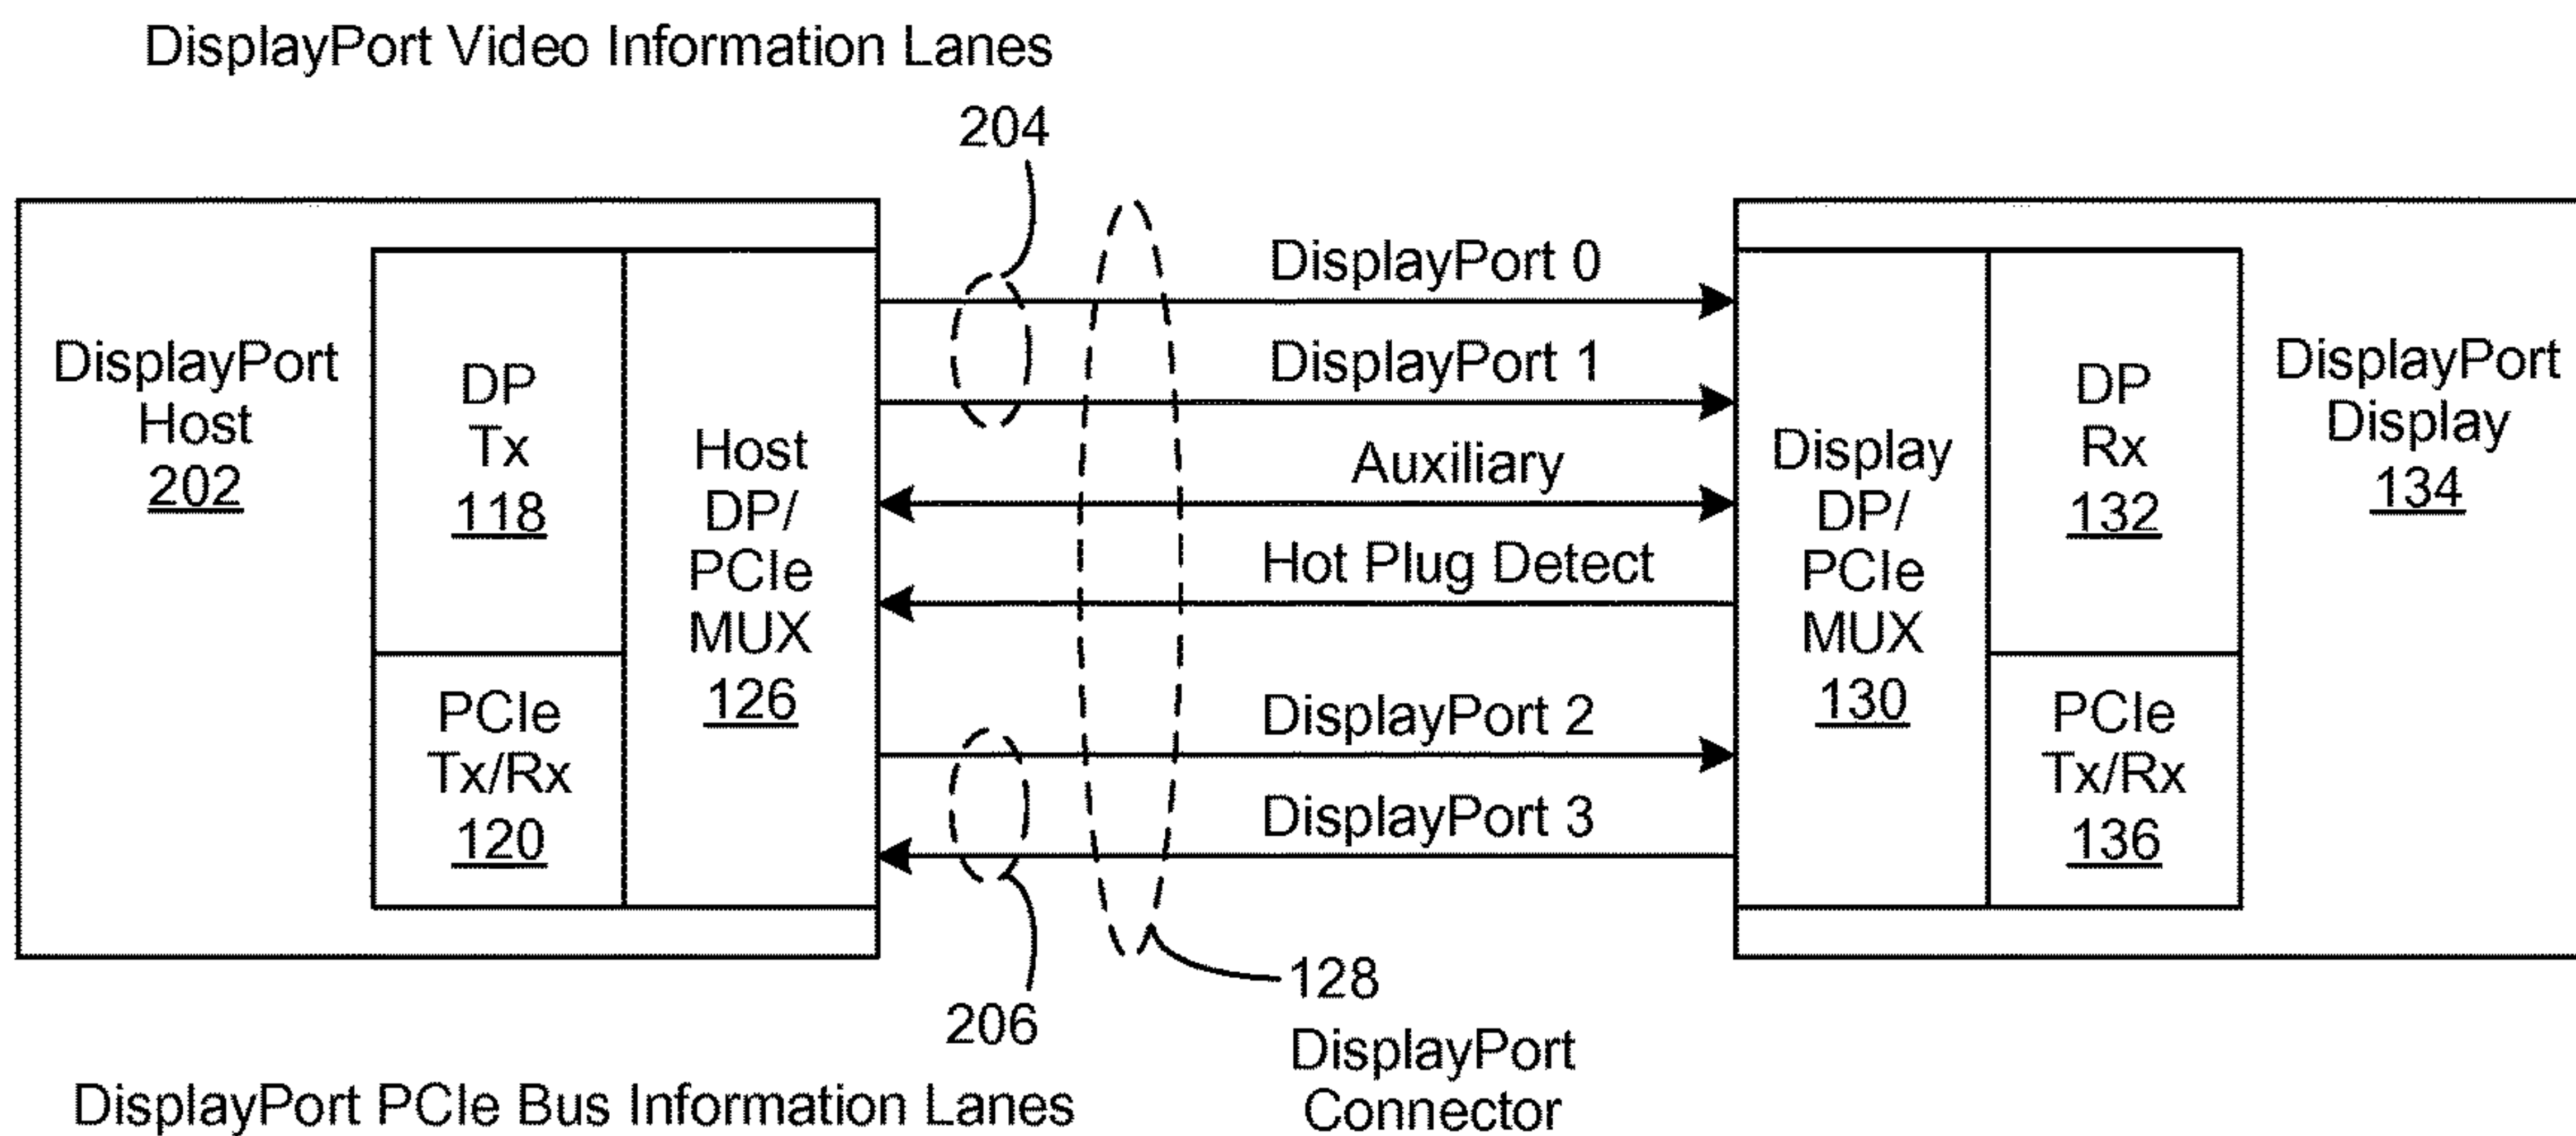 DisplayPort Video Information Lanes
204
DisplayPort
Host
202
DP
Tx
118
PCIe
Tx/Rx
120
Host
DP/
PCIe
MUX
126
DisplayPort 0
DisplayPort 1
Auxiliary
Hot Plug Detect
DisplayPort 2
DisplayPort 3
Display
DP/
PCIe
MUX
130
DP
Rx
132
PCIe
Tx/Rx
136
DisplayPort
Display
134
206
128
DisplayPort
Connector
DisplayPort PCIe Bus Information Lanes